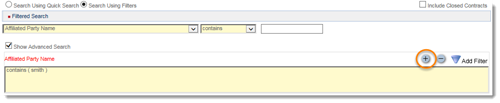 Search Using Quick Search Search Using Filters Include Closed Contracts
Filtered Search
Affiliated Party Name contains
Show Advanced Search
Affiliated Party Name Add Filter
contains ( smith )